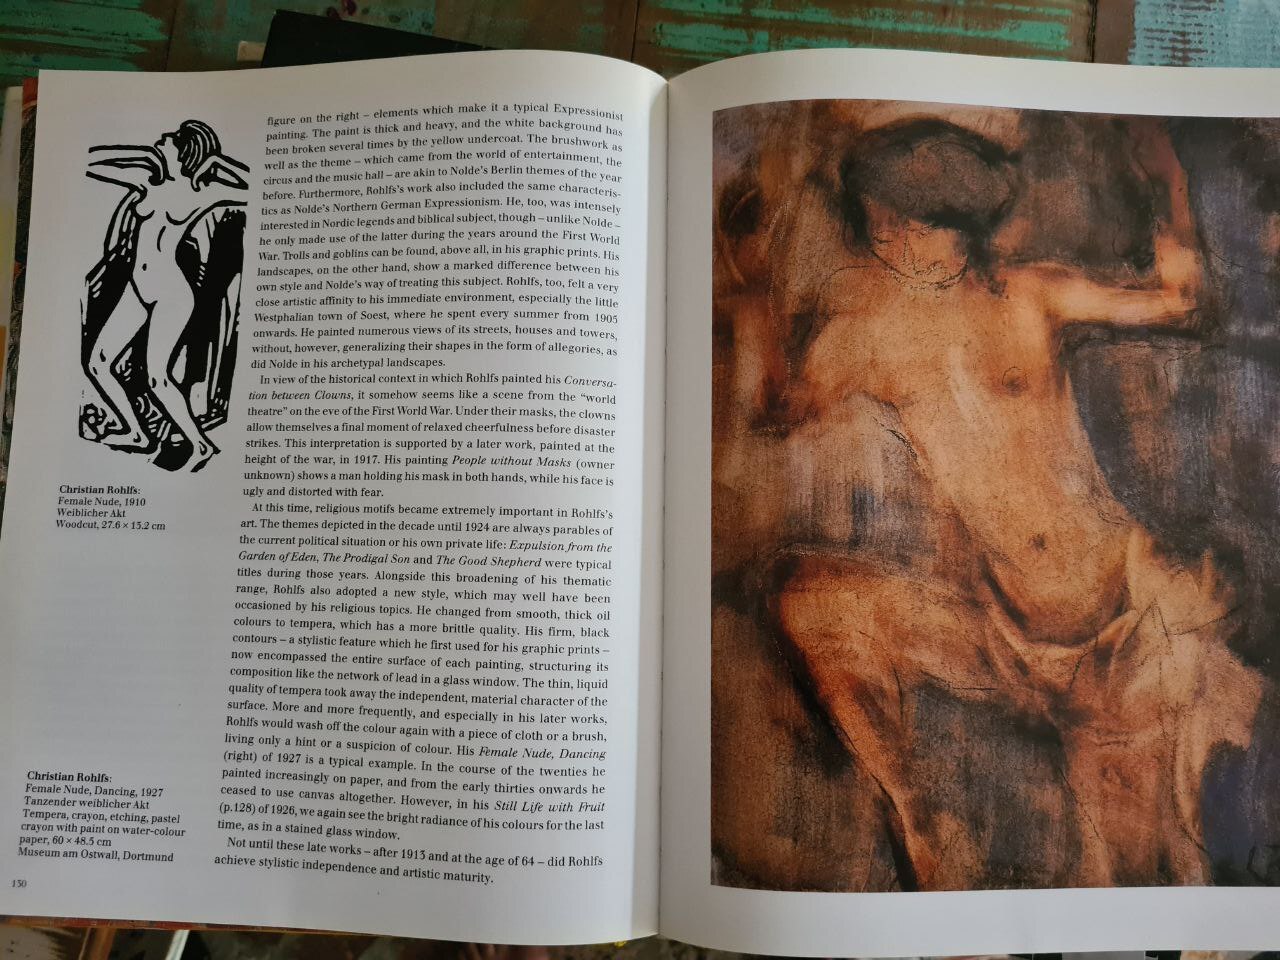 figure on the right – elements which make it a typical Expressionist
painting. The paint is thick and heavy, and the white background has
been broken several times by the yellow undercoat. The brushwork as
well as the theme – which came from the world of entertainment, the
circus and the music hall – are akin to Nolde's Berlin themes of the year
before. Furthermore, Rohlfs's work also included the same characteris-
tics as Nolde's Northern German Expressionism. He, too, was intensely
interested in Nordic legends and biblical subject, though – unlike Nolde –
he only made use of the latter during the years around the First World
War. Trolls and goblins can be found, above all, in his graphic prints. His
landscapes, on the other hand, show a marked difference between his
own style and Nolde's way of treating this subject. Rohlfs, too, felt a very
close artistic affinity to his immediate environment, especially the little
Westphalian town of Soest, where he spent every summer from 1905
onwards. He painted numerous views of its streets, houses and towers,
without, however, generalizing their shapes in the form of allegories, as
did Nolde in his archetypal landscapes.
In view of the historical context in which Rohlfs painted his Conversa-
tion between Clowns, it somehow seems like a scene from the "world
theatre" on the eve of the First World War. Under their masks, the clowns
allow themselves a final moment of relaxed cheerfulness before disaster
strikes. This interpretation is supported by a later work, painted at the
height of the war, in 1917. His painting People without Masks (owner
unknown) shows a man holding his mask in both hands, while his face is
ugly and distorted with fear.
At this time, religious motifs became extremely important in Rohlfs's
art. The themes depicted in the decade until 1924 are always parables of
the current political situation or his own private life: Expulsion from the
Garden of Eden, The Prodigal Son and The Good Shepherd were typical
titles during those years. Alongside this broadening of his thematic
range, Rohlfs also adopted a new style, which may well have been
occasioned by his religious topics. He changed from smooth, thick oil
colours to tempera, which has a more brittle quality. His firm, black
contours – a stylistic feature which he first used for his graphic prints –
now encompassed the entire surface of each painting, structuring its
composition like the network of lead in a glass window. The thin, liquid
quality of tempera took away the independent, material character of the
surface. More and more frequently, and especially in his later works,
Rohlfs would wash off the colour again with a piece of cloth or a brush,
living only a hint or a suspicion of colour. His Female Nude, Dancing
(right) of 1927 is a typical example. In the course of the twenties he
painted increasingly on paper, and from the early thirties onwards he
ceased to use canvas altogether. However, in his Still Life with Fruit
(p.128) of 1926, we again see the bright radiance of his colours for the last
time, as in a stained glass window.
Not until these late works – after 1913 and at the age of 64 – did Rohlfs
achieve stylistic independence and artistic maturity.
Christian Rohlfs:
Female Nude, 1910
Weiblicher Akt
Woodcut, 27.6 × 15.2 cm
Christian Rohlfs:
Female Nude, Dancing, 1927
Tanzender weiblicher Akt
Tempera, crayon, etching, pastel
crayon with paint on water-colour
paper, 60 × 48.5 cm
Museum am Ostwall, Dortmund
130